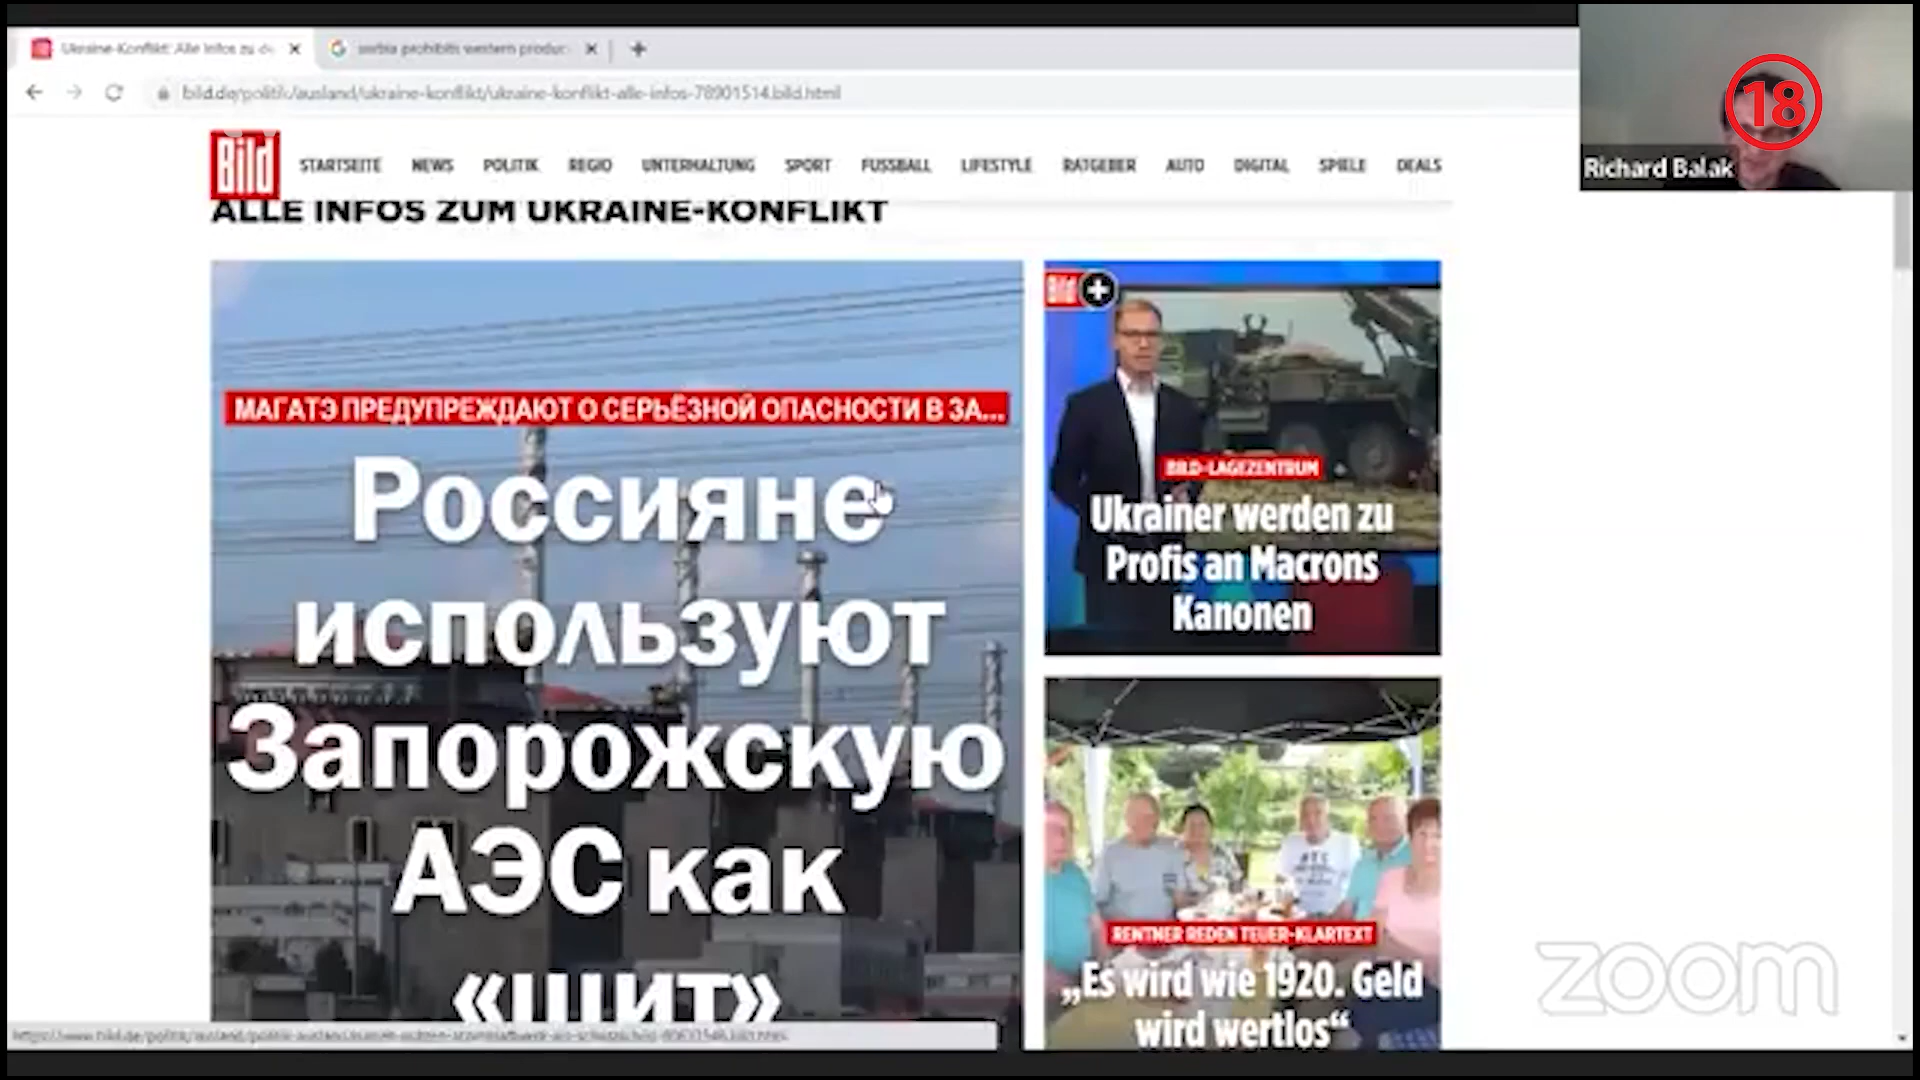 Ukraine-Konflikt: Alle Infos zu
serbia prohibits western produc
bild.de/politik/ausland/ukraine-konflikt/ukraine-konflikt-alle-infos-78901514.bild.html
18
Richard Balak
Bild
STARTSEITE NEWS POLITIK REGIO UNTERHALTUNG SPORT FUSSBALL LIFESTYLE RATGEBER AUTO DIGITAL SPIELE DEALS
ALLE INFOS ZUM UKRAINE-KONFLIKT
МАГАТЭ ПРЕДУПРЕЖДАЮТ О СЕРЬЁЗНОЙ ОПАСНОСТИ В ЗА...
Россияне
используют
Запорожскую
АЭС как
«щит»
Bild
BILD-LAGEZENTRUM
Ukrainer werden zu
Profis an Macrons
Kanonen
RENTNER REDEN TEUER-KLARTEXT
„Es wird wie 1920. Geld
wird wertlos“
zoom